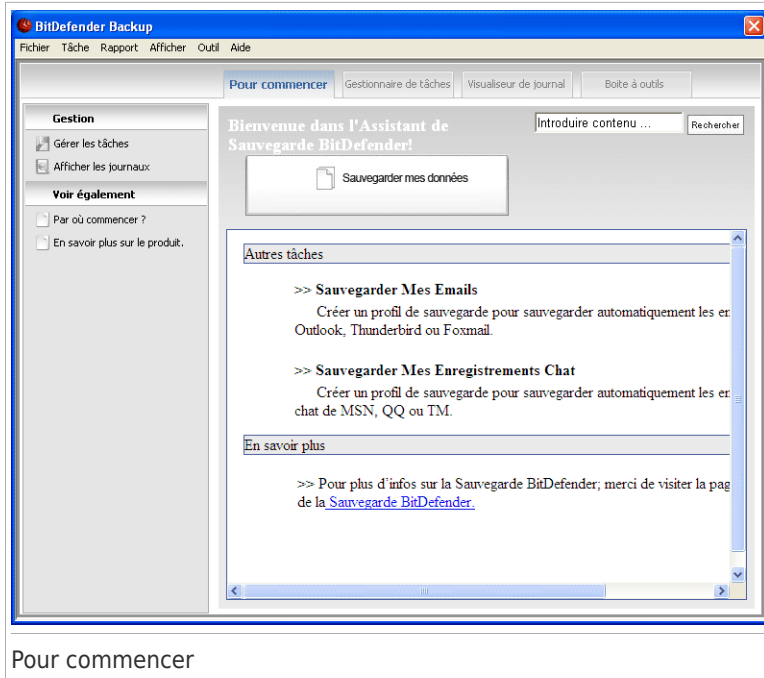 BitDefender Backup
Fichier Tâche Rapport Afficher Outil Aide
Pour commencer Gestionnaire de tâches Visualiseur de journal Boite à outils
Gestion
Gérer les tâches
Afficher les journaux
Voir également
Par où commencer ?
En savoir plus sur le produit.
Bienvenue dans l'Assistant de
Sauvegarde BitDefender!
Introduire contenu ...
Rechercher
Sauvegarder mes données
Autres tâches
>> Sauvegarder Mes Emails
Créer un profil de sauvegarde pour sauvegarder automatiquement les
Outlook, Thunderbird ou Foxmail.
>> Sauvegarder Mes Enregistrements Chat
Créer un profil de sauvegarde pour sauvegarder automatiquement les
chat de MSN, QQ ou TM.
En savoir plus
>> Pour plus d'infos sur la Sauvegarde BitDefender; merci de visiter la pag
de la Sauvegarde BitDefender.
Pour commencer